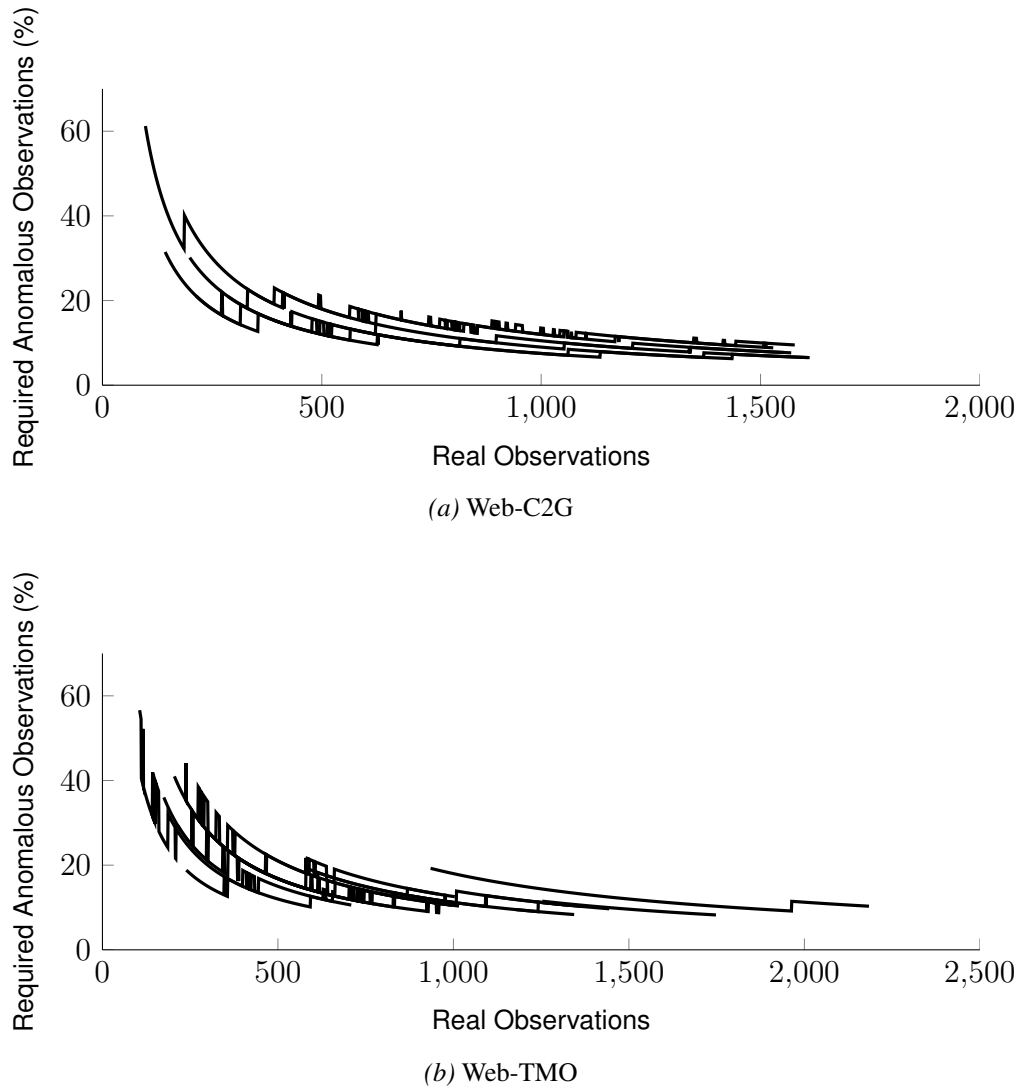 Required Anomalous Observations (%)
60
40
20
0
0 500 1,000 1,500 2,000
Real Observations
(a) Web-C2G
Required Anomalous Observations (%)
60
40
20
0
0 500 1,000 1,500 2,000 2,500
Real Observations
(b) Web-TMO